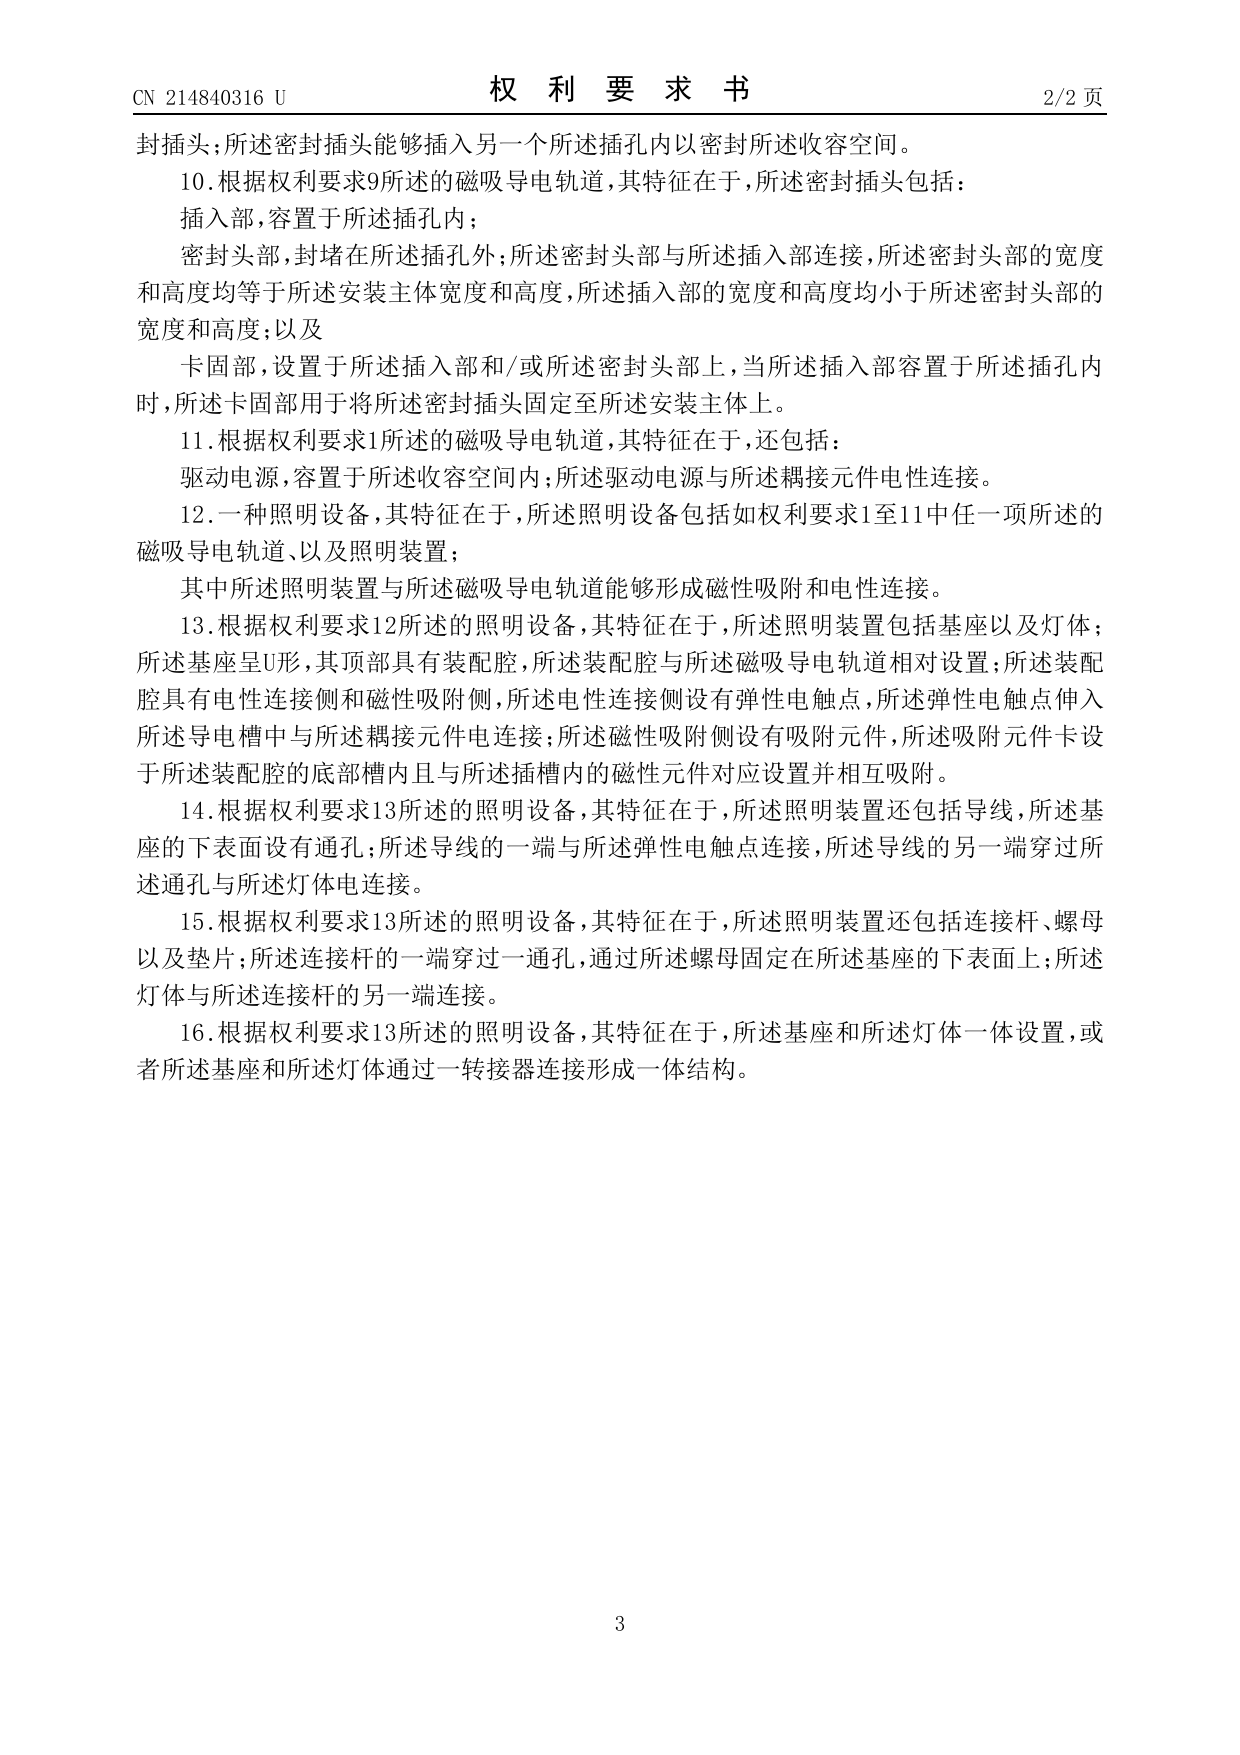 CN 214840316 U
权利要求书
2/2 页
封插头;所述密封插头能够插入另一个所述插孔内以密封所述收容空间。
10.根据权利要求9所述的磁吸导电轨道,其特征在于,所述密封插头包括:
插入部,容置于所述插孔内;
密封头部,封堵在所述插孔外;所述密封头部与所述插入部连接,所述密封头部的宽度
和高度均等于所述安装主体宽度和高度,所述插入部的宽度和高度均小于所述密封头部的
宽度和高度;以及
卡固部,设置于所述插入部和/或所述密封头部上,当所述插入部容置于所述插孔内
时,所述卡固部用于将所述密封插头固定至所述安装主体上。
11.根据权利要求1所述的磁吸导电轨道,其特征在于,还包括:
驱动电源,容置于所述收容空间内;所述驱动电源与所述耦接元件电性连接。
12.一种照明设备,其特征在于,所述照明设备包括如权利要求1至11中任一项所述的
磁吸导电轨道、以及照明装置;
其中所述照明装置与所述磁吸导电轨道能够形成磁性吸附和电性连接。
13.根据权利要求12所述的照明设备,其特征在于,所述照明装置包括基座以及灯体;
所述基座呈U形,其顶部具有装配腔,所述装配腔与所述磁吸导电轨道相对设置;所述装配
腔具有电性连接侧和磁性吸附侧,所述电性连接侧设有弹性电触点,所述弹性电触点伸入
所述导电槽中与所述耦接元件电连接;所述磁性吸附侧设有吸附元件,所述吸附元件卡设
于所述装配腔的底部槽内且与所述插槽内的磁性元件对应设置并相互吸附。
14.根据权利要求13所述的照明设备,其特征在于,所述照明装置还包括导线,所述基
座的下表面设有通孔;所述导线的一端与所述弹性电触点连接,所述导线的另一端穿过所
述通孔与所述灯体电连接。
15.根据权利要求13所述的照明设备,其特征在于,所述照明装置还包括连接杆、螺母
以及垫片;所述连接杆的一端穿过一通孔,通过所述螺母固定在所述基座的下表面上;所述
灯体与所述连接杆的另一端连接。
16.根据权利要求13所述的照明设备,其特征在于,所述基座和所述灯体一体设置,或
者所述基座和所述灯体通过一转接器连接形成一体结构。
3